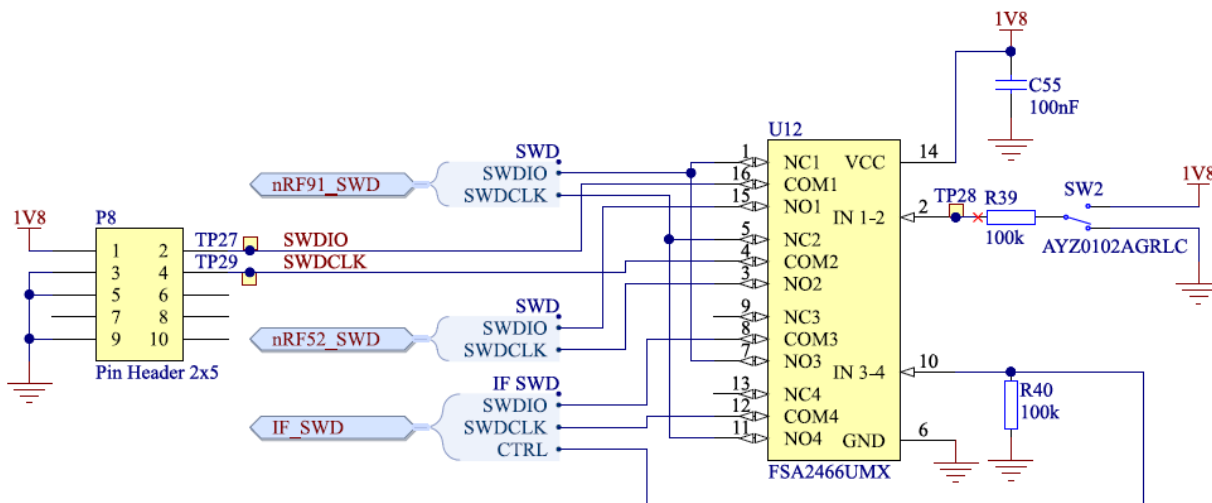 1V8
C55
100nF
U12
1 NC1 VCC 14
16 COM1
15 NO1 IN 1-2 2
5 NC2
4 COM2
3 NO2
9 NC3
8 COM3
7 NO3 IN 3-4 10
13 NC4
12 COM4
11 NO4 GND 6
FSA2466UMX
SWD
nRF91_SWD SWDIO
SWDCLK
1V8
P8
1 2 TP27 SWDIO
3 4 TP29 SWDCLK
5 6
7 8
9 10
Pin Header 2x5
SWD
nRF52_SWD SWDIO
SWDCLK
IF SWD
SWDIO
IF_SWD SWDCLK
CTRL
TP28 R39
100k
SW2
1V8
AYZ0102AGRLC
R40
100k